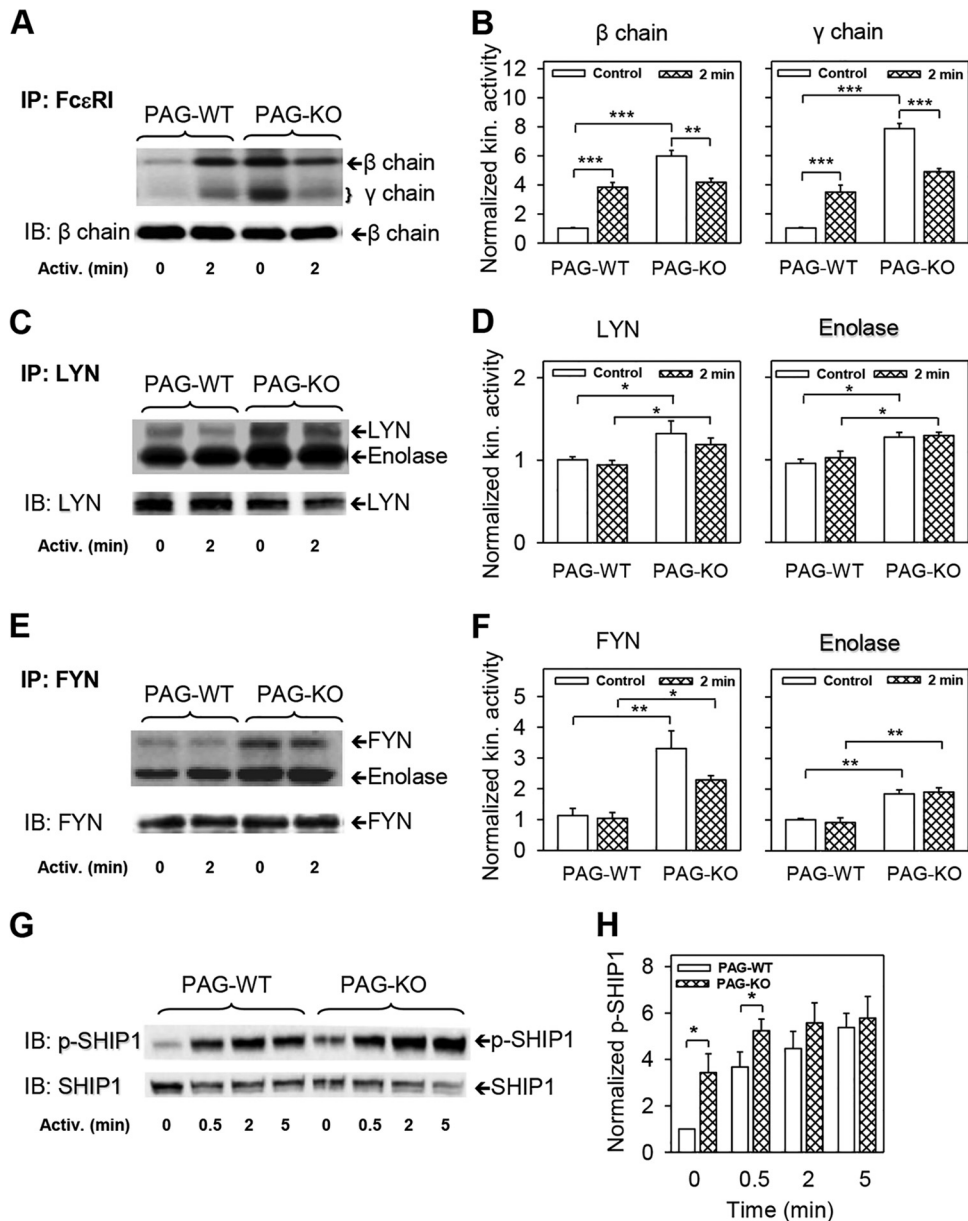 A
IP: FcεRI
PAG-WT PAG-KO
β chain
} γ chain
IB: β chain β chain
Activ. (min) 0 2 0 2
B
β chain γ chain
Normalized kin. activity
12
10
8
6
4
2
0
Control 2 min
*** ** ***
PAG-WT PAG-KO
Control 2 min
*** *** ***
PAG-WT PAG-KO
C
IP: LYN
PAG-WT PAG-KO
LYN
Enolase
IB: LYN LYN
Activ. (min) 0 2 0 2
D
LYN Enolase
Normalized kin. activity
2
1
0
Control 2 min
*
*
PAG-WT PAG-KO
Control 2 min
*
*
PAG-WT PAG-KO
E
IP: FYN
PAG-WT PAG-KO
FYN
Enolase
IB: FYN FYN
Activ. (min) 0 2 0 2
F
FYN Enolase
Normalized kin. activity
5
4
3
2
1
0
Control 2 min
*
**
PAG-WT PAG-KO
Control 2 min
**
**
PAG-WT PAG-KO
G
PAG-WT PAG-KO
IB: p-SHIP1 p-SHIP1
IB: SHIP1 SHIP1
Activ. (min) 0 0.5 2 5 0 0.5 2 5
H
Normalized p-SHIP1
8
6
4
2
0
PAG-WT
PAG-KO
*
*
0 0.5 2 5
Time (min)